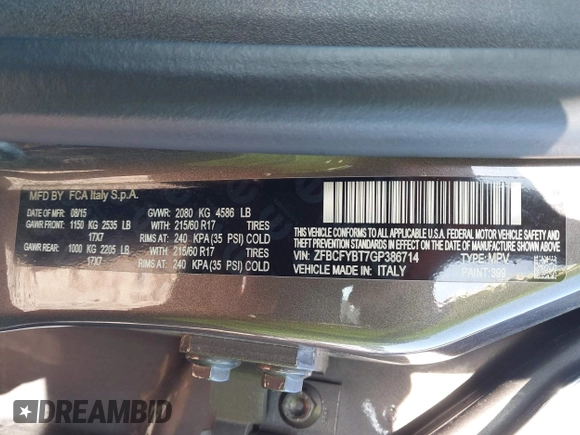 MFD BY FCA Italy S.p.A.
DATE OF MFD: 08/15 GVWR: 2080 KG 4586 LB
GAWR FRONT: 1150 KG 2535 LB WITH: 215/60 R17 TIRES
17X7 RIMS AT: 240 KPA (35 PSI) COLD
GAWR REAR: 1000 KG 2205 LB WITH: 215/60 R17 TIRES
17X7 RIMS AT: 240 KPA (35 PSI) COLD
THIS VEHICLE CONFORMS TO ALL APPLICABLE U.S.A. FEDERAL MOTOR VEHICLE SAFETY, BUMPER, AND
THEFT PREVENTION STANDARDS IN EFFECT ON THE DATE OF MANUFACTURE SHOWN ABOVE.
VIN: ZFBCFYBT7GP386714 TYPE: MPV
VEHICLE MADE IN: ITALY PAINT: 399
DREAMBID